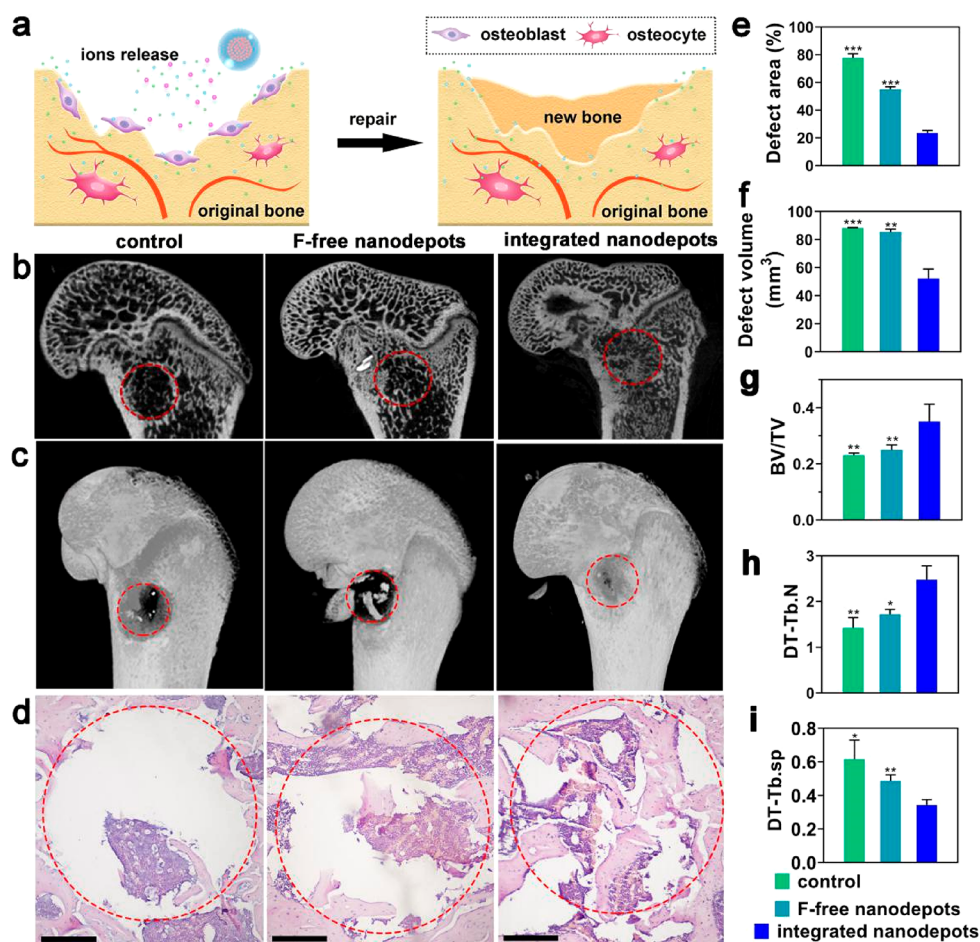 a
ions release
osteoblast
osteocyte
repair
new bone
original bone
original bone
control
F-free nanodepots
integrated nanodepots
b
c
d
e
Defect area (%)
100
80
60
40
20
0
***
***
f
Defect volume
(mm³)
100
80
60
40
20
0
***
**
g
BV/TV
0.4
0.2
0.0
**
**
h
DT-Tb.N
3
2
1
0
**
*
i
DT-Tb.sp
0.8
0.6
0.4
0.2
0.0
*
**
control
F-free nanodepots
integrated nanodepots